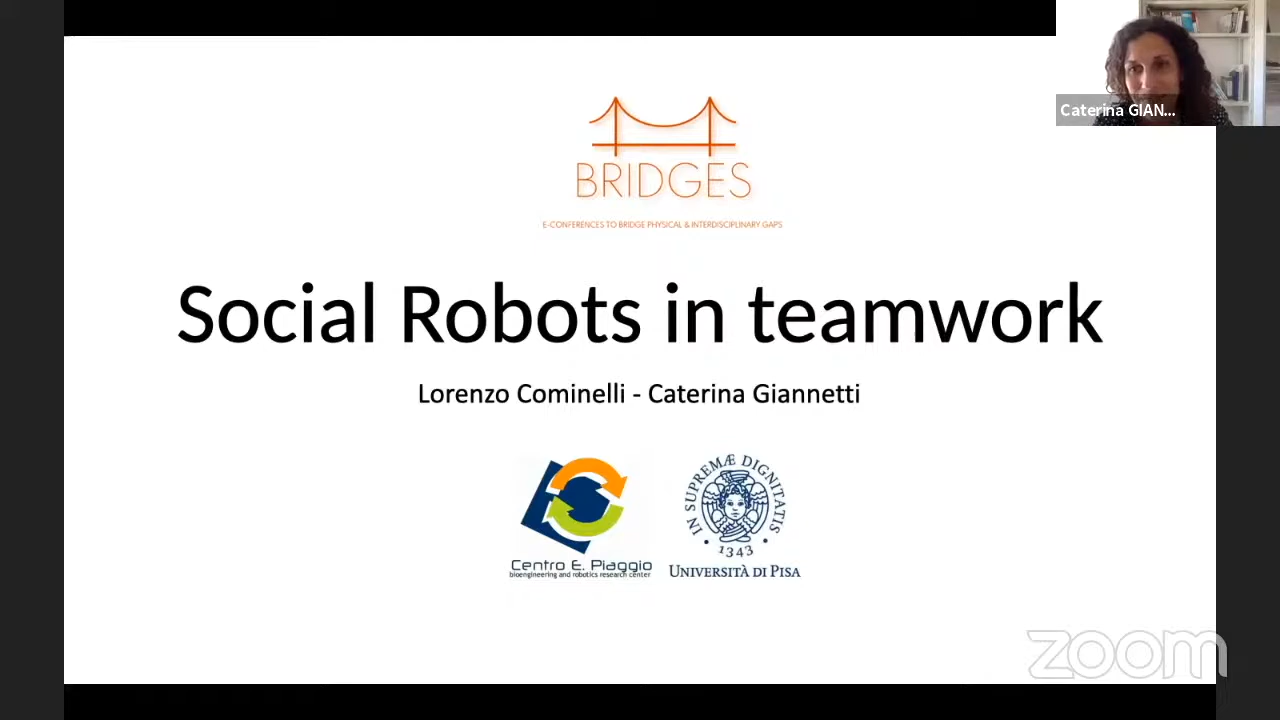 Caterina GIAN...
BRIDGES
E-CONFERENCES TO BRIDGE PHYSICAL & INTERDISCIPLINARY GAPS
Social Robots in teamwork
Lorenzo Cominelli - Caterina Giannetti
IN SUPREMÆ DIGNITATIS
• 1343 •
Centro E. Piaggio
bioengineering and robotics research center
UNIVERSITÀ DI PISA
zoom